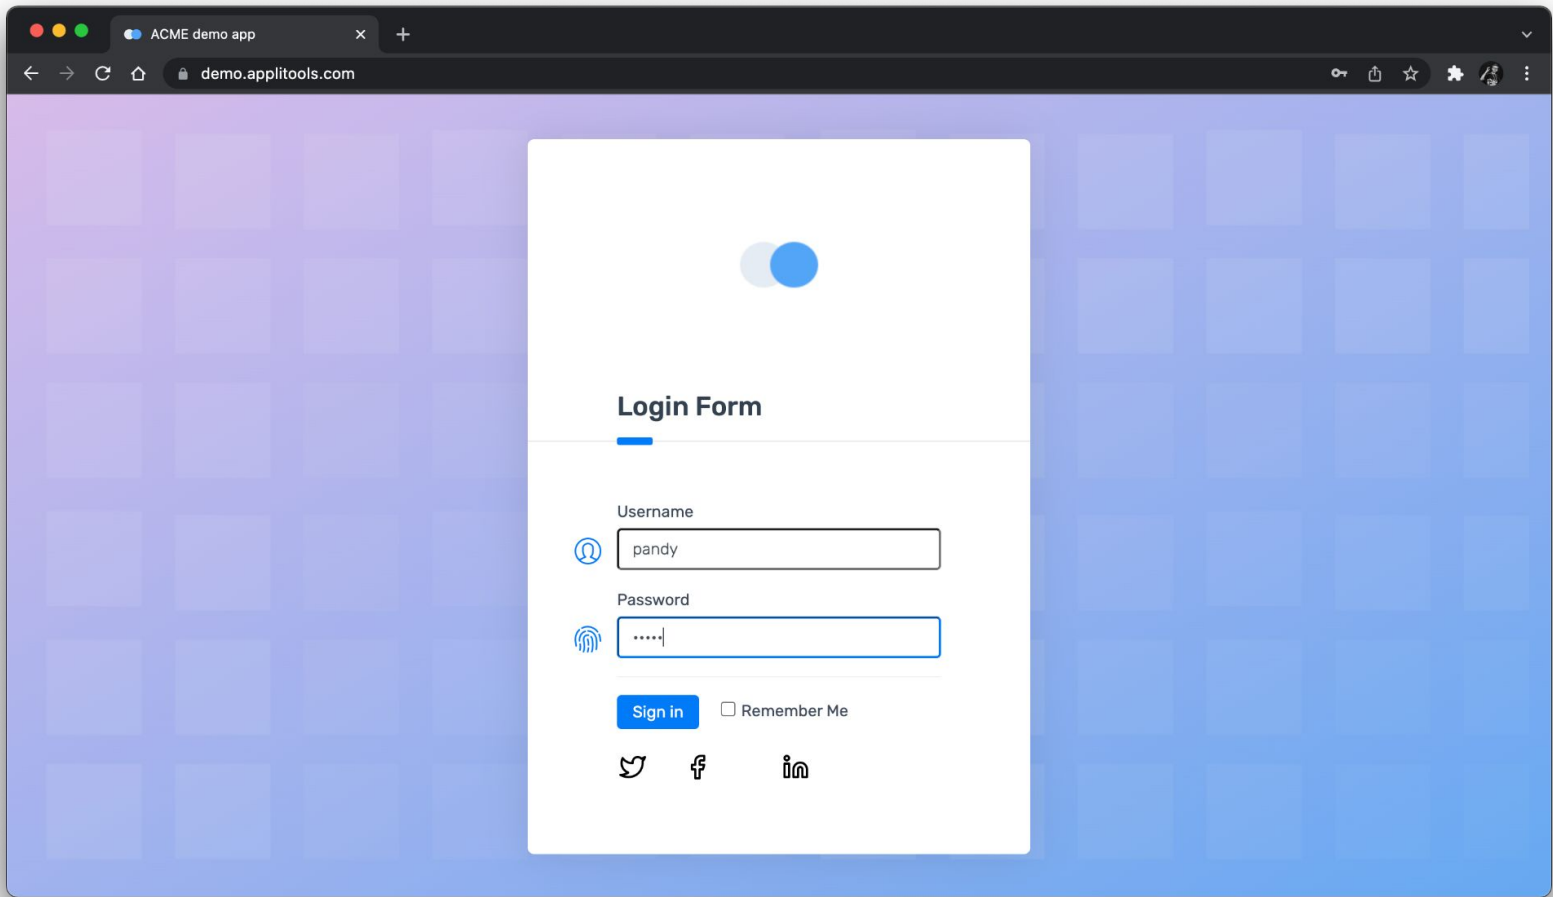 ACME demo app
demo.applitools.com
Login Form
Username
pandy
Password
•••••
Sign in
Remember Me